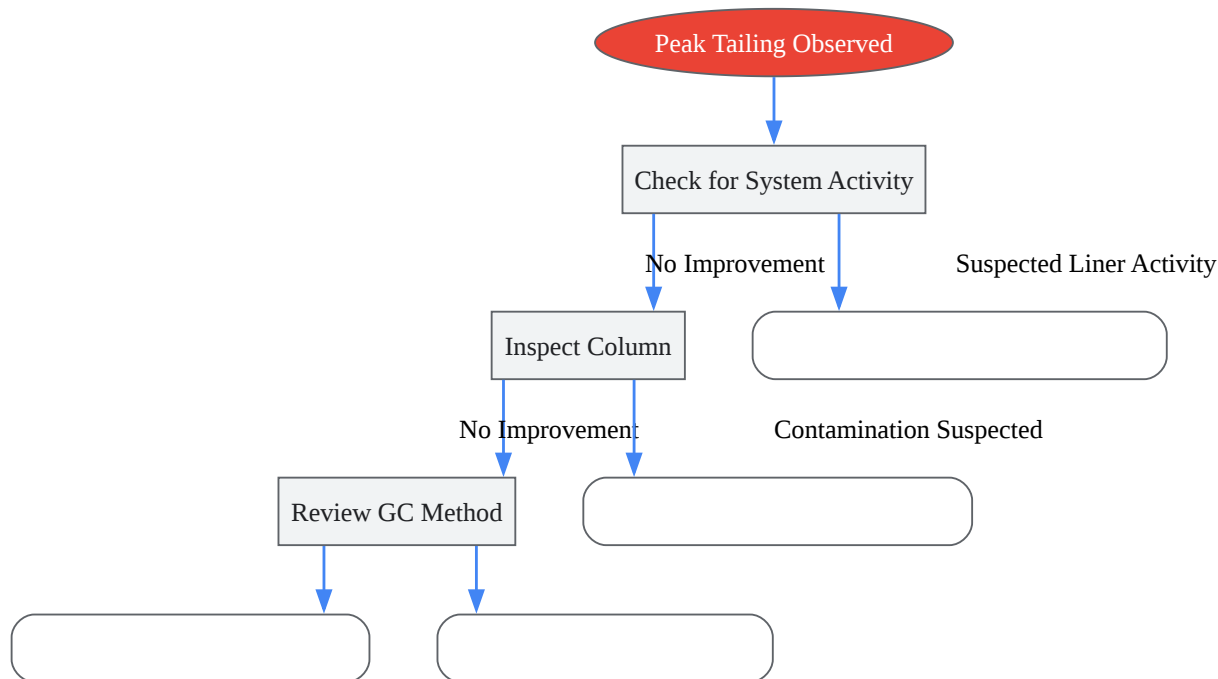 Peak Tailing Observed
Check for System Activity
No Improvement
Suspected Liner Activity
Inspect Column
No Improvement
Contamination Suspected
Review GC Method